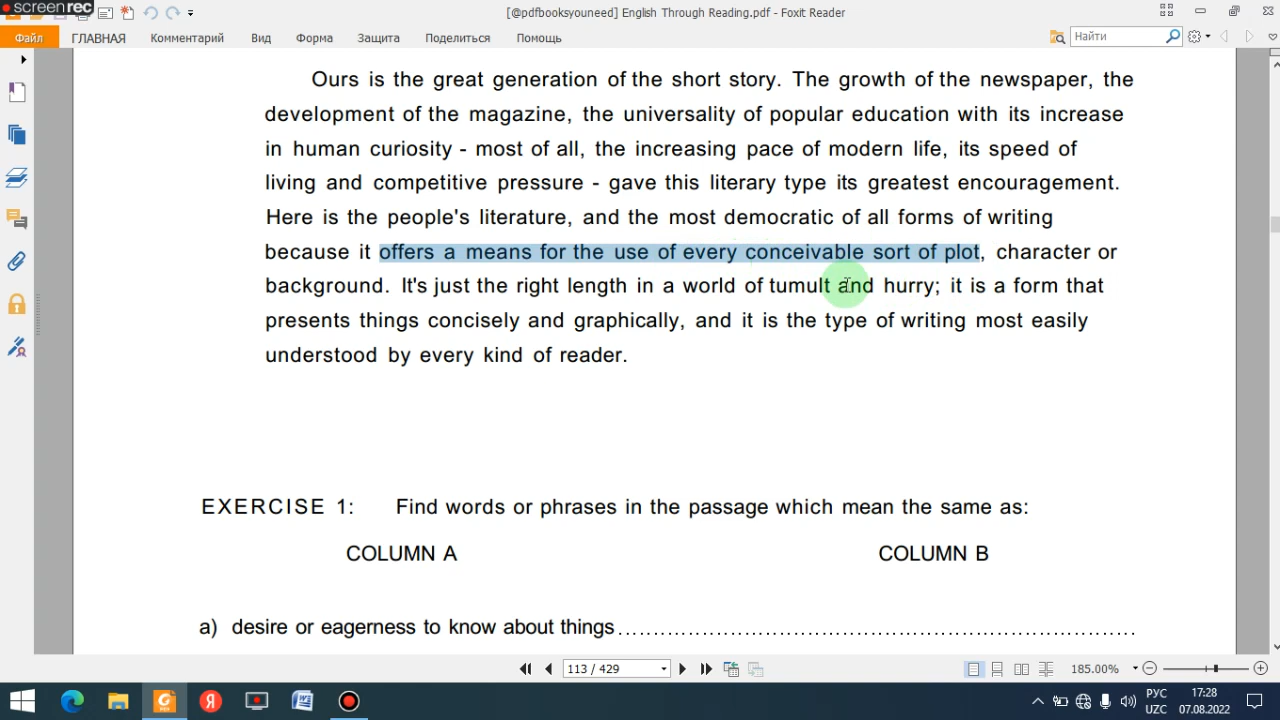 screenrec
[@pdfbooksyouneed] English Through Reading.pdf - Foxit Reader
Файл ГЛАВНАЯ Комментарий Вид Форма Защита Поделиться Помощь Найти
Ours is the great generation of the short story. The growth of the newspaper, the
development of the magazine, the universality of popular education with its increase
in human curiosity - most of all, the increasing pace of modern life, its speed of
living and competitive pressure - gave this literary type its greatest encouragement.
Here is the people's literature, and the most democratic of all forms of writing
because it offers a means for the use of every conceivable sort of plot, character or
background. It's just the right length in a world of tumult and hurry; it is a form that
presents things concisely and graphically, and it is the type of writing most easily
understood by every kind of reader.
EXERCISE 1: Find words or phrases in the passage which mean the same as:
COLUMN A COLUMN B
a) desire or eagerness to know about things..........................................................................
113 / 429 185.00%
РУС 17:28
UZC 07.08.2022